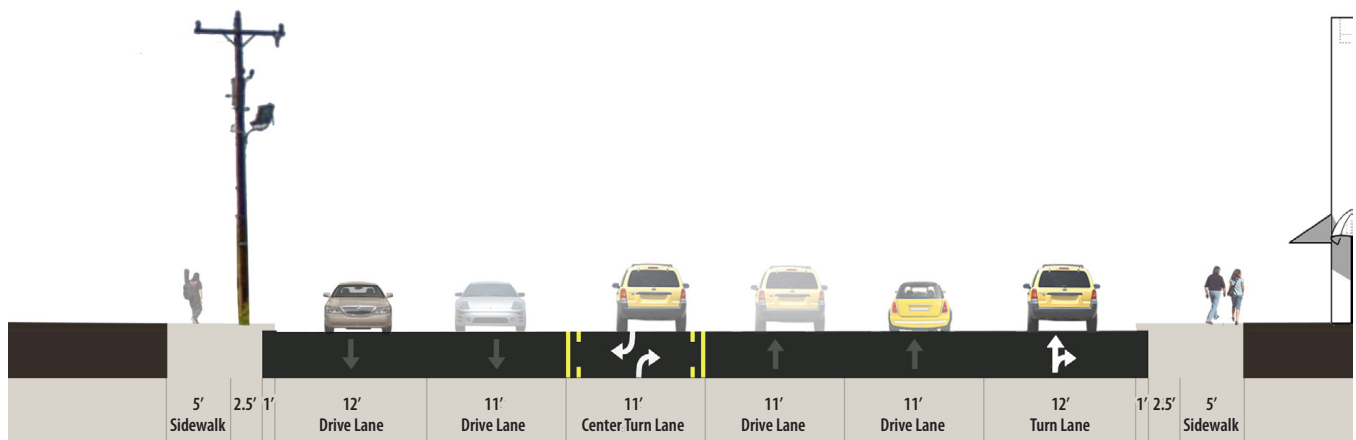 5’ 2.5’ 1’ 12’ 11’ 11’ 11’ 11’ 12’ 1’ 2.5’ 5’
Sidewalk Drive Lane Drive Lane Center Turn Lane Drive Lane Drive Lane Turn Lane Sidewalk